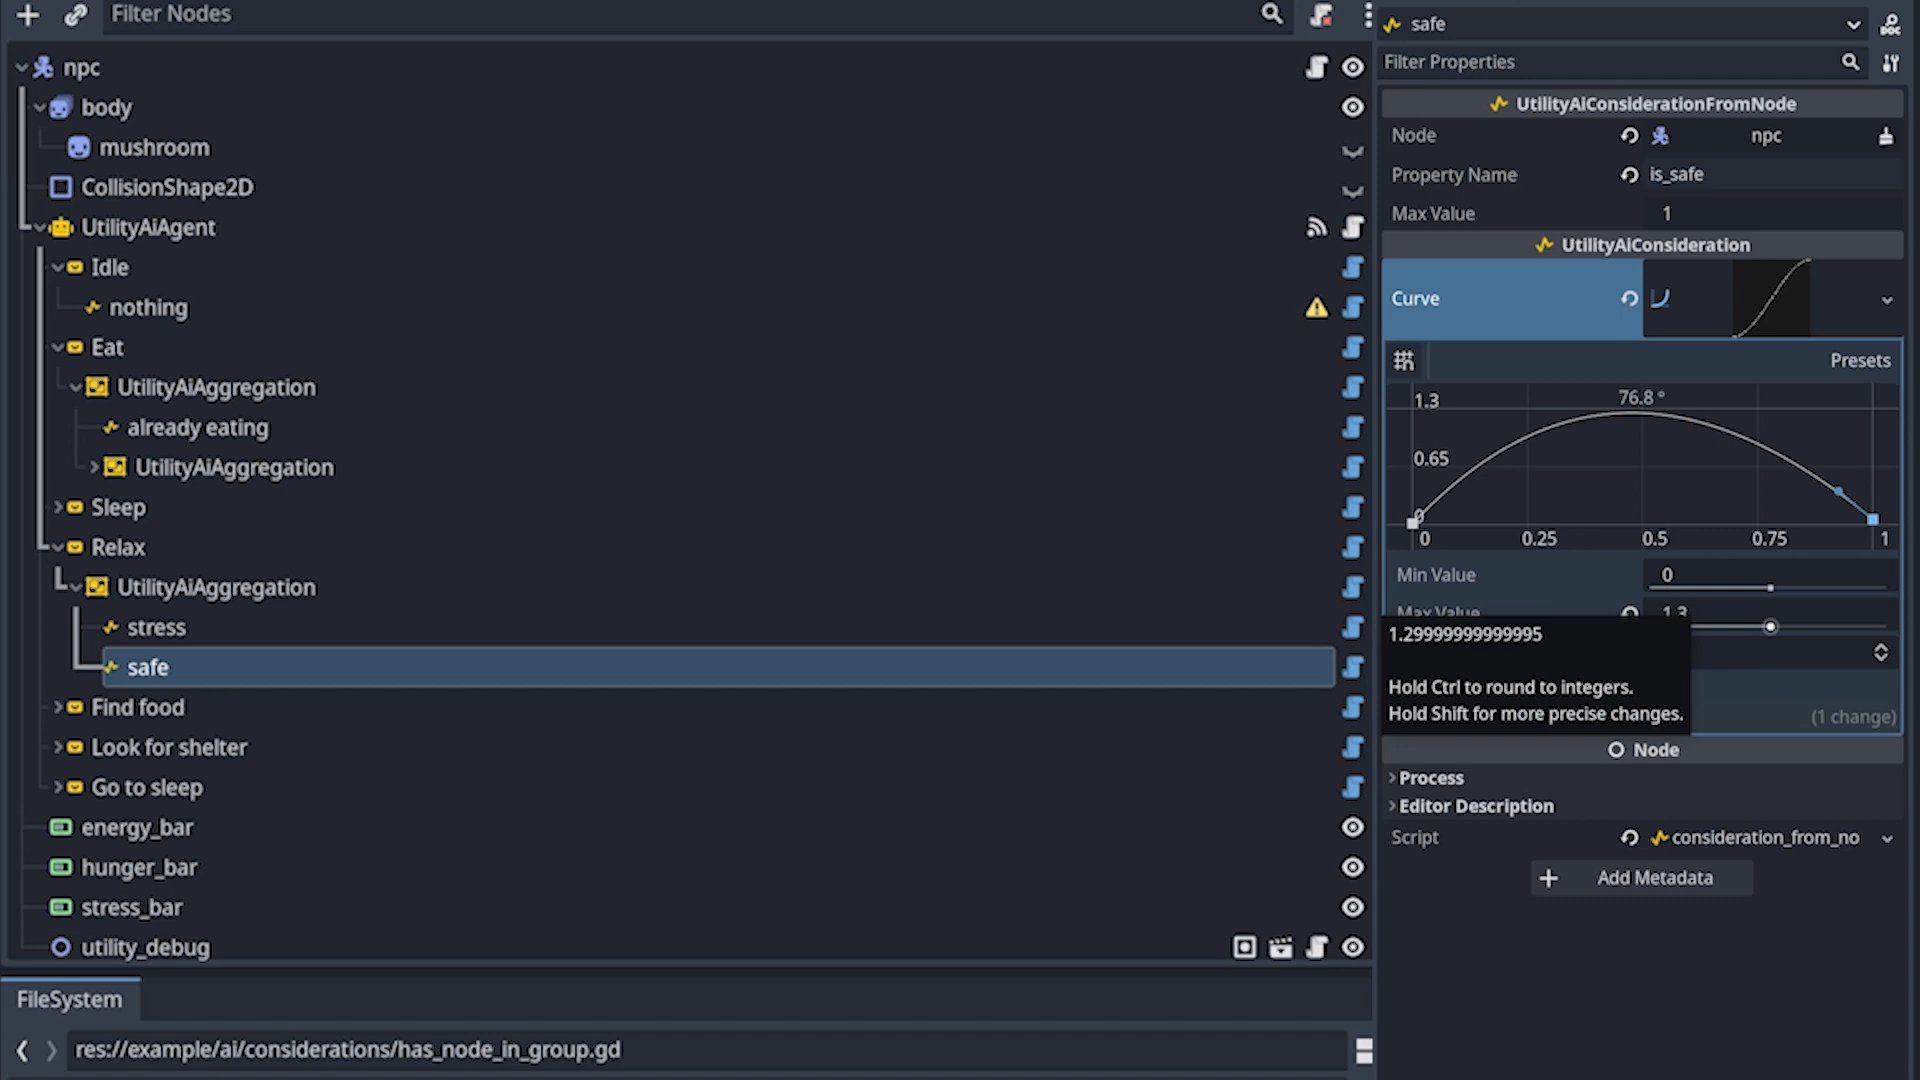 Filter Nodes
npc
body
mushroom
CollisionShape2D
UtilityAiAgent
Idle
nothing
Eat
UtilityAiAggregation
already eating
UtilityAiAggregation
Sleep
Relax
UtilityAiAggregation
stress
safe
Find food
Look for shelter
Go to sleep
energy_bar
hunger_bar
stress_bar
utility_debug
FileSystem
res://example/ai/considerations/has_node_in_group.gd
safe
DOC
Filter Properties
UtilityAiConsiderationFromNode
Node npc
Property Name is_safe
Max Value 1
UtilityAiConsideration
Curve
Presets
1.3 76.8 °
0.65
0
0 0.25 0.5 0.75 1
Min Value 0
Max Value 1.3
1.29999999999995
Hold Ctrl to round to integers.
Hold Shift for more precise changes.
(1 change)
Node
Process
Editor Description
Script consideration_from_no
Add Metadata